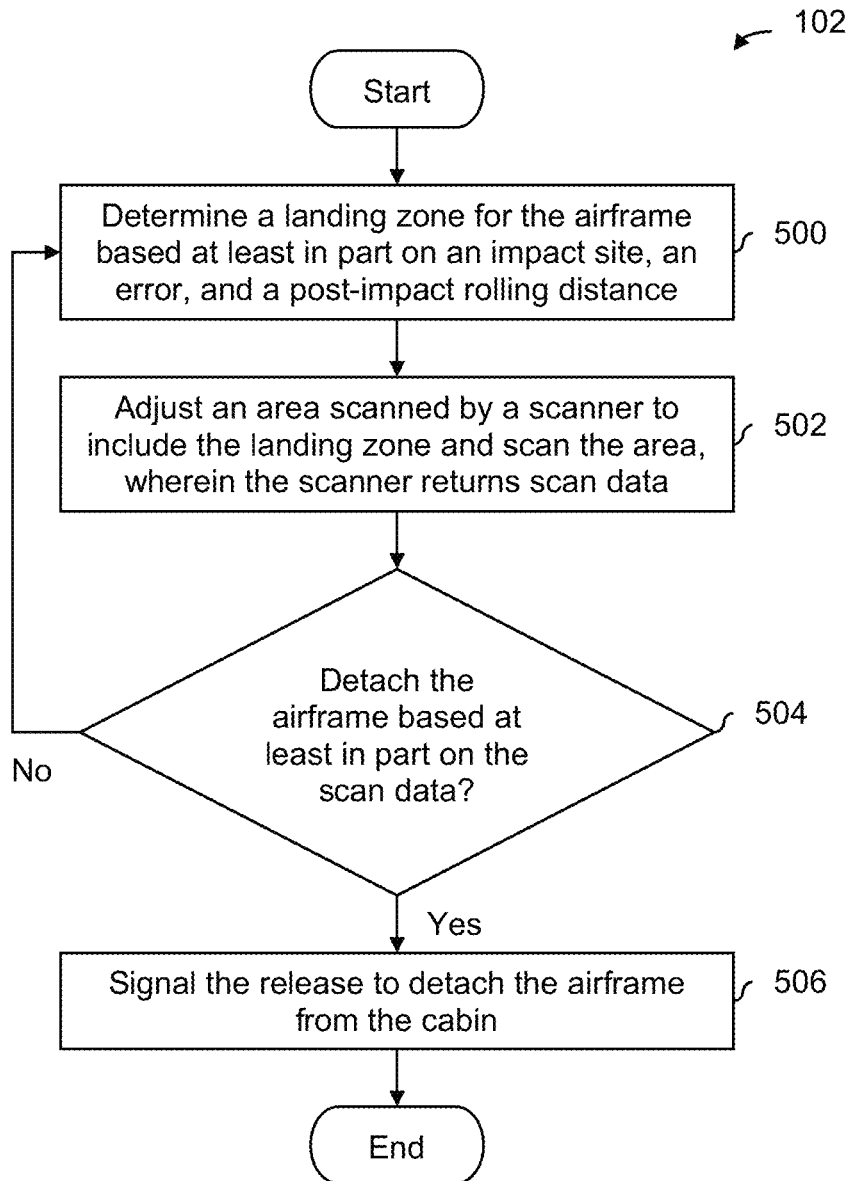 102
Start
Determine a landing zone for the airframe
based at least in part on an impact site, an
error, and a post-impact rolling distance
500
Adjust an area scanned by a scanner to
include the landing zone and scan the area,
wherein the scanner returns scan data
502
Detach the
airframe based at
least in part on the
scan data?
504
No
Yes
Signal the release to detach the airframe
from the cabin
506
End